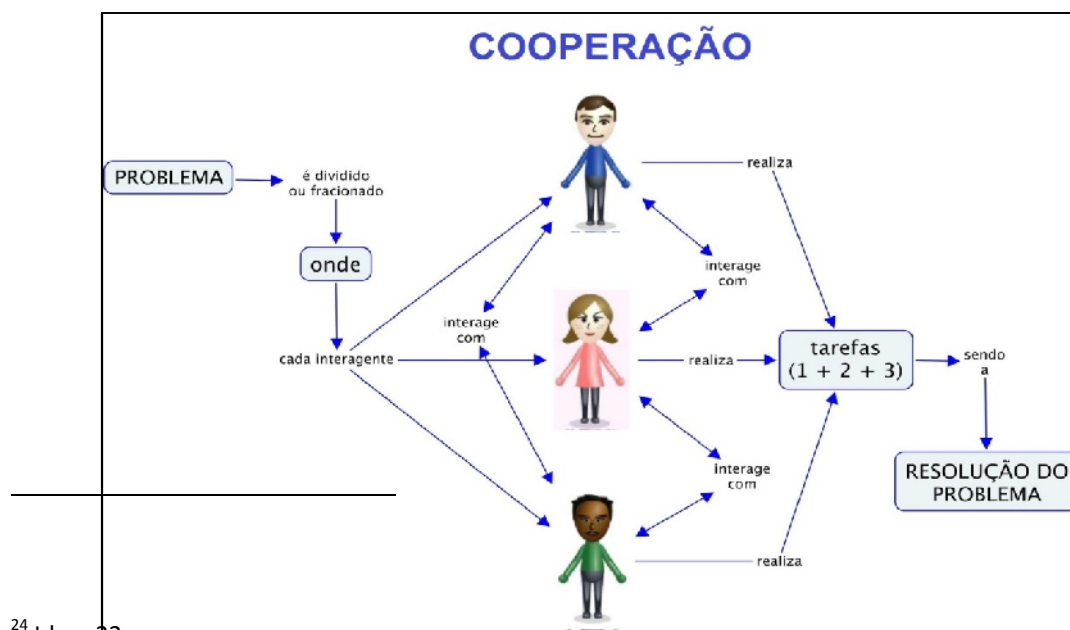 COOPERAÇÃO
PROBLEMA
é dividido
ou fracionado
onde
cada interagente
interage
com
realiza
interage
com
realiza
interage
com
realiza
tarefas
(1 + 2 + 3)
sendo
a
RESOLUÇÃO DO
PROBLEMA
24